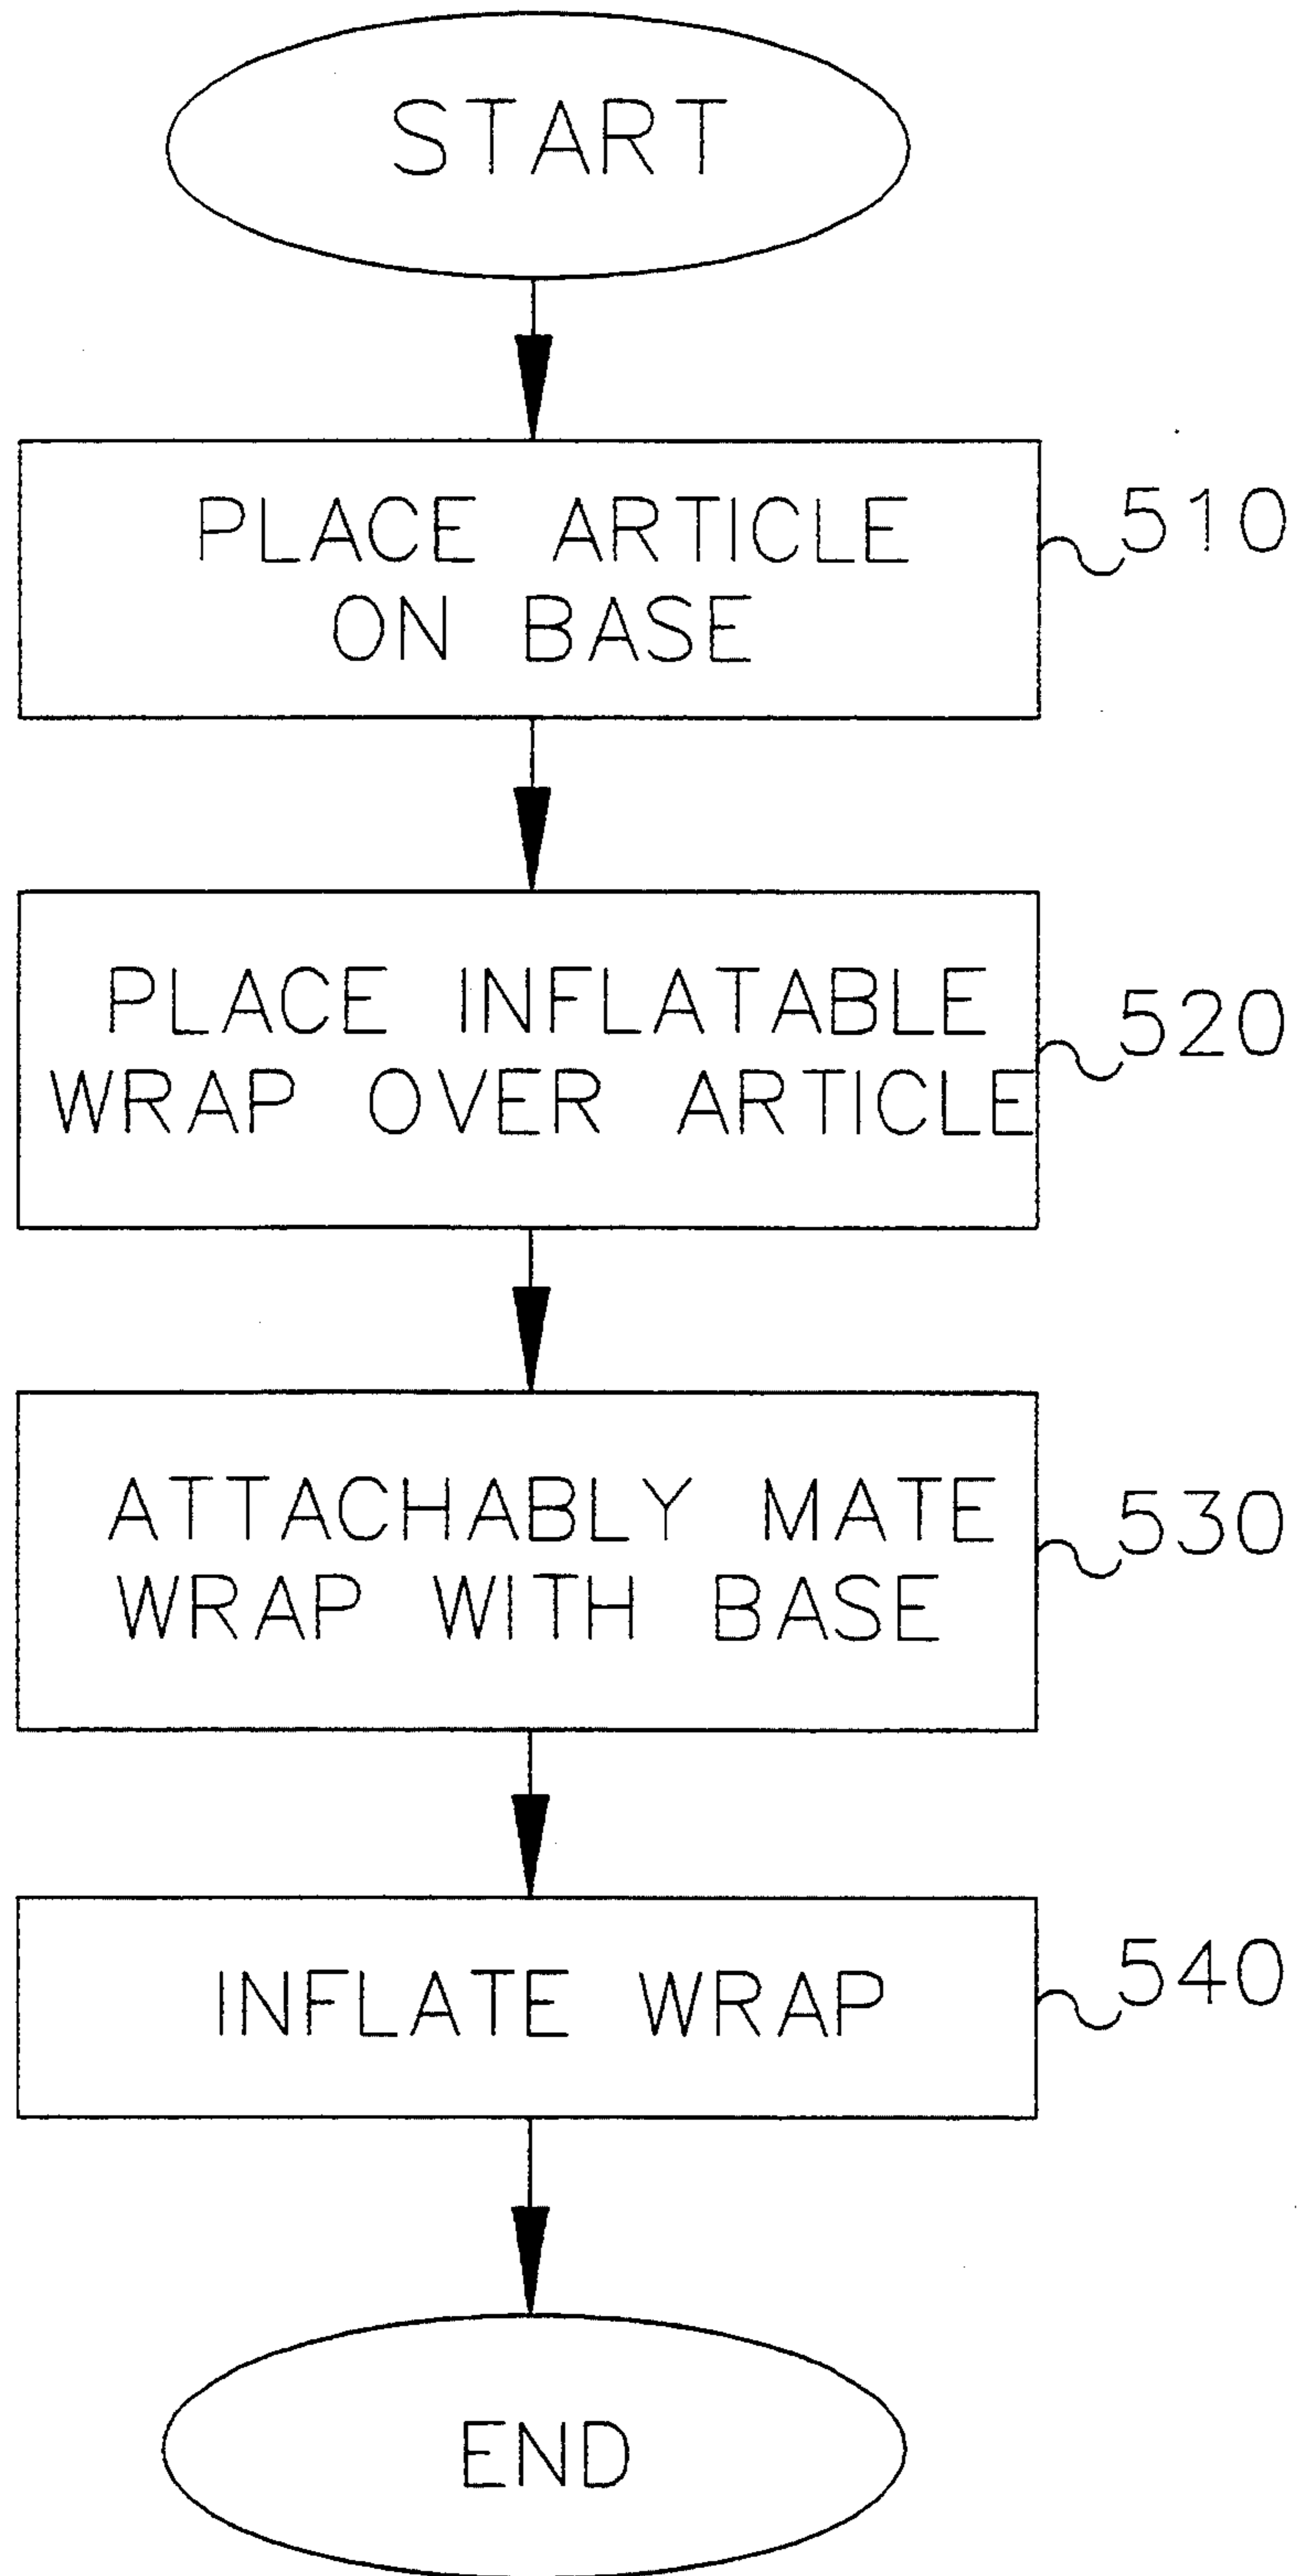 START
PLACE ARTICLE
ON BASE
510
PLACE INFLATABLE
WRAP OVER ARTICLE
520
ATTACHABLY MATE
WRAP WITH BASE
530
INFLATE WRAP
540
END